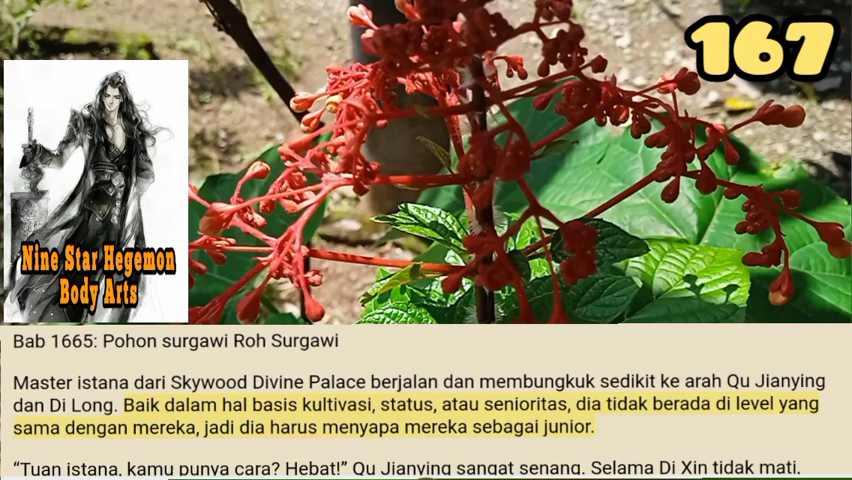 167
Nine Star Hegemon
Body Arts
Bab 1665: Pohon surgawi Roh Surgawi
Master istana dari Skywood Divine Palace berjalan dan membungkuk sedikit ke arah Qu Jianying
dan Di Long. Baik dalam hal basis kultivasi, status, atau senioritas, dia tidak berada di level yang
sama dengan mereka, jadi dia harus menyapa mereka sebagai junior.
“Tuan istana, kamu punya cara? Hebat!” Qu Jianying sangat senang. Selama Di Xin tidak mati.